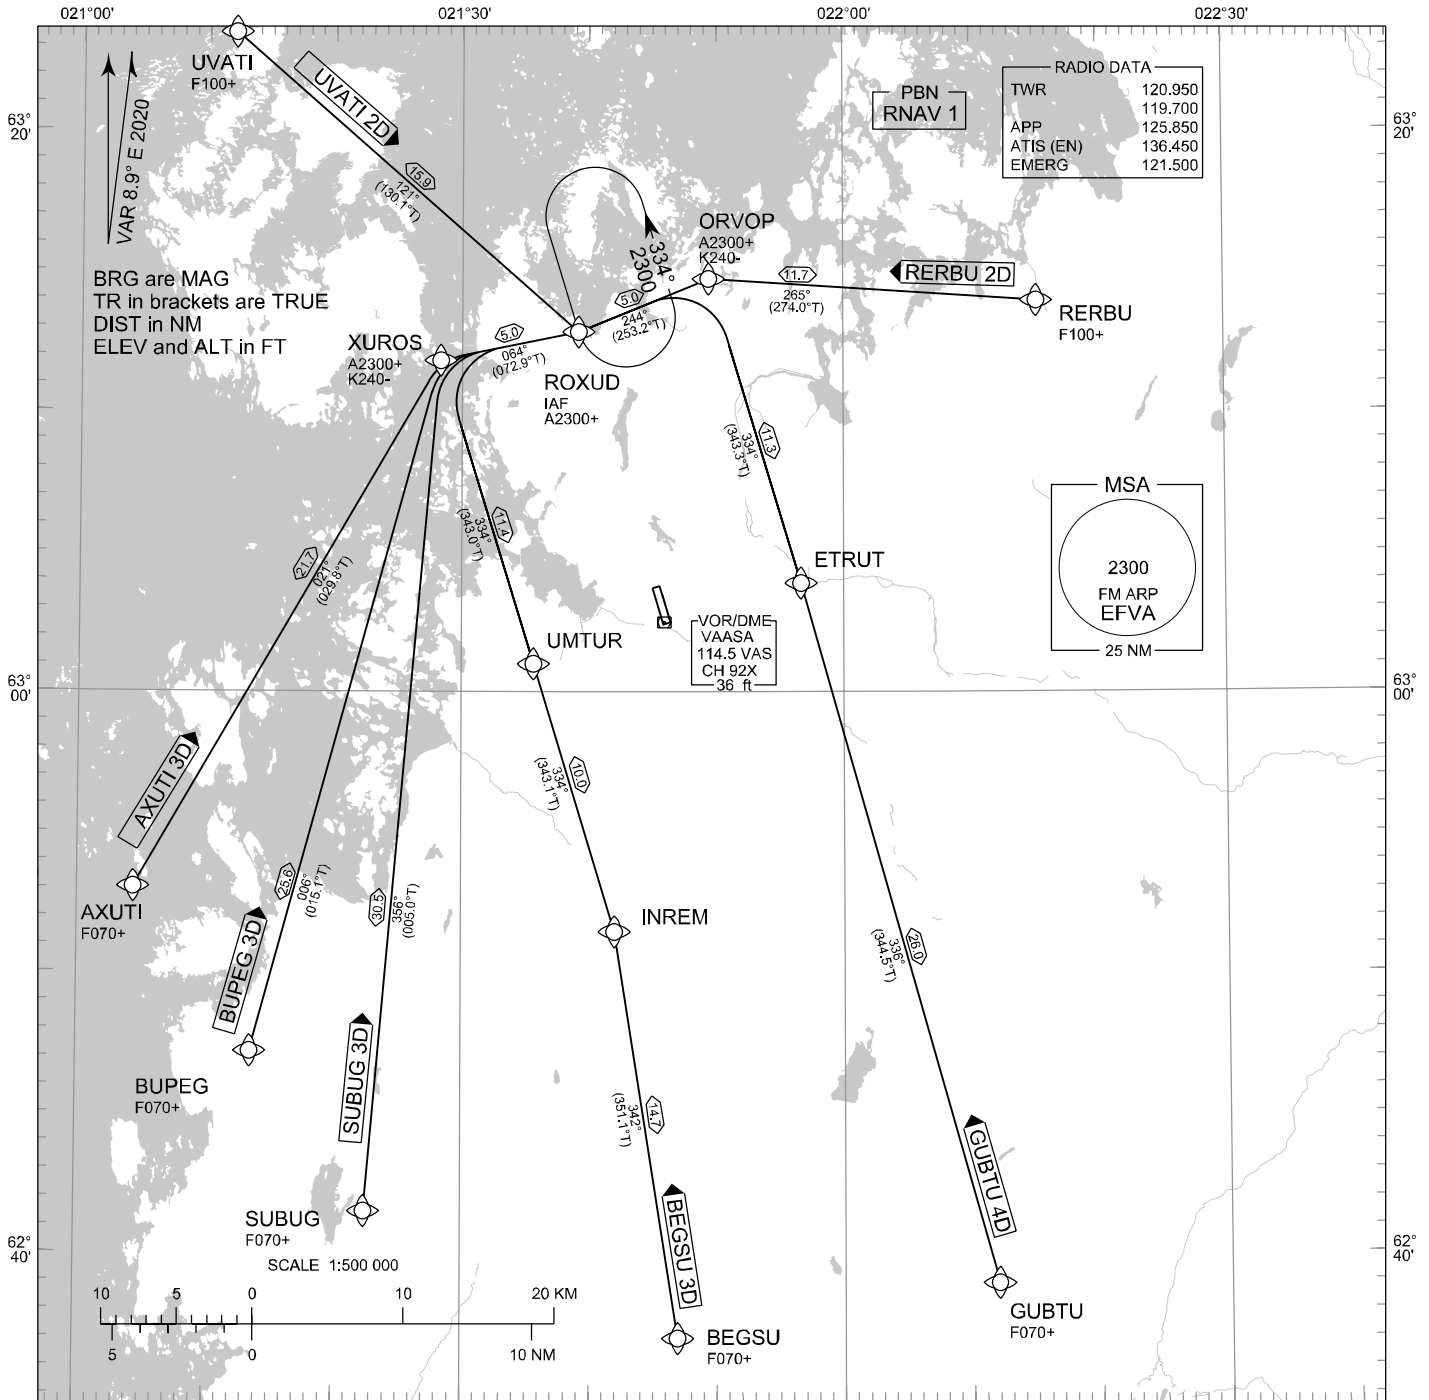 021°00'
021°30'
022°00'
022°30'
63°
20'
63°
20'
63°
00'
63°
00'
62°
40'
62°
40'
VAR 8.9° E 2020
BRG are MAG
TR in brackets are TRUE
DIST in NM
ELEV and ALT in FT
PBN
RNAV 1
RADIO DATA
TWR 120.950
119.700
APP 125.850
ATIS (EN) 136.450
EMERG 121.500
UVATI
F100+
UVATI 2D
15.9
121°
(130.1°T)
334°
2300
ORVOP
A2300+
K240-
11.7
265°
(274.0°T)
RERBU 2D
RERBU
F100+
5.0
244°
(253.2°T)
XUROS
A2300+
K240-
5.0
064°
(072.9°T)
ROXUD
IAF
A2300+
11.3
334°
(343.3°T)
11.4
334°
(343.0°T)
21.7
021°
(029.8°T)
MSA
2300
FM ARP
EFVA
25 NM
ETRUT
UMTUR
VOR/DME
VAASA
114.5 VAS
CH 92X
36 ft
AXUTI 3D
10.0
334°
(343.1°T)
AXUTI
F070+
25.6
006°
(015.1°T)
30.5
356°
(005.0°T)
INREM
BUPEG 3D
26.0
336°
(344.5°T)
BUPEG
F070+
SUBUG 3D
14.7
342°
(351.1°T)
GUBTU 4D
SUBUG
F070+
BEGSU 3D
SCALE 1:500 000
10 5 0 10 20 KM
5 0 10 NM
GUBTU
F070+
BEGSU
F070+